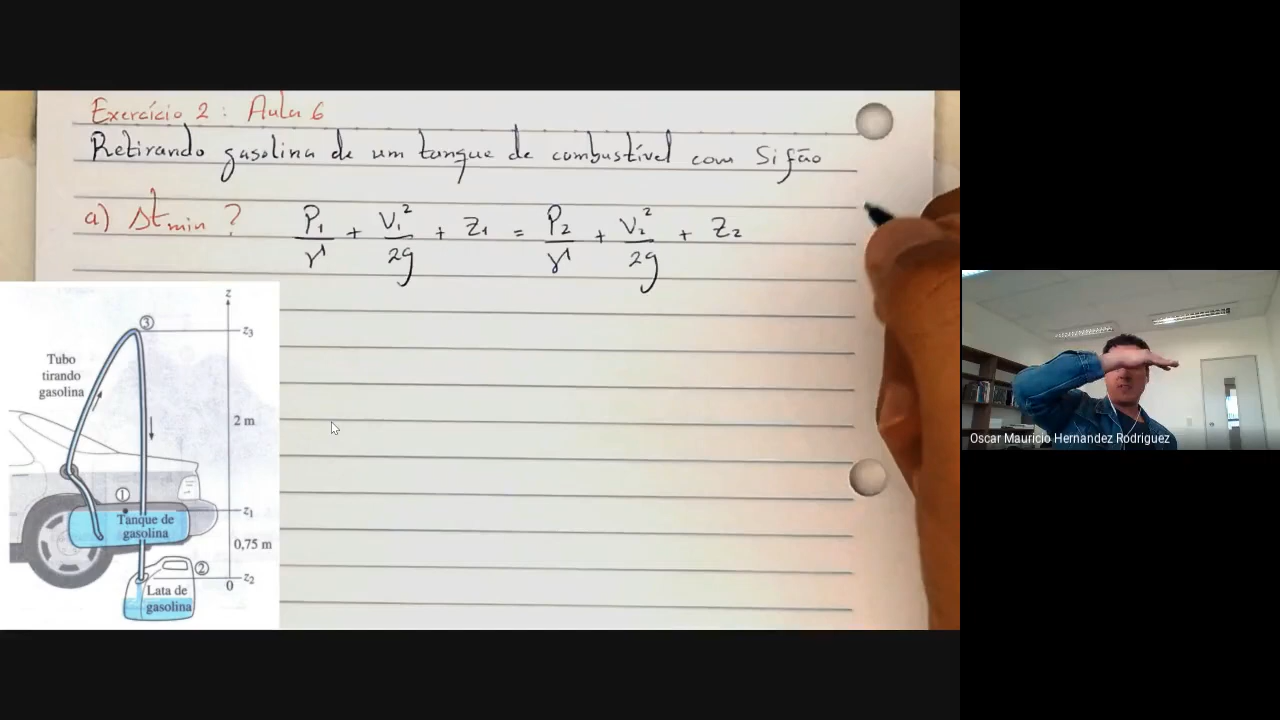 Exercício 2 : Aula 6
Retirando gasolina de um tanque de combustível com Sifão
a) Δt min ? P1/γ + V1²/2g + Z1 = P2/γ + V2²/2g + Z2
z
③
z3
Tubo
tirando
gasolina
2 m
①
z1
Tanque de
gasolina
0,75 m
②
z2
0
Lata de
gasolina
Oscar Mauricio Hernandez Rodriguez